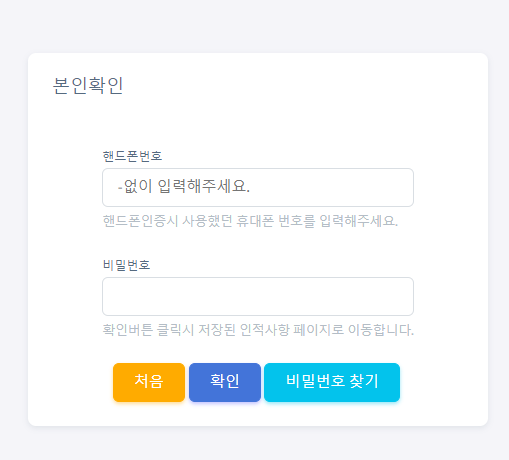 본인확인
핸드폰번호
-없이 입력해주세요.
핸드폰인증시 사용했던 휴대폰 번호를 입력해주세요.
비밀번호
확인버튼 클릭시 저장된 인적사항 페이지로 이동합니다.
처음 확인 비밀번호 찾기